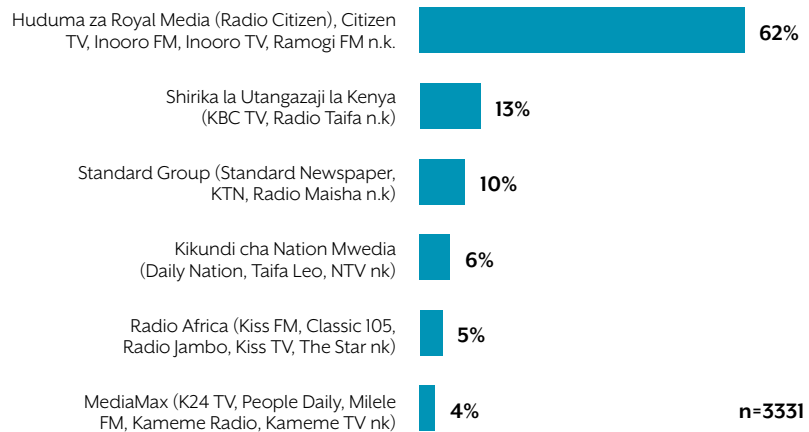 Huduma za Royal Media (Radio Citizen), Citizen
TV, Inooro FM, Inooro TV, Ramogi FM n.k.
62%
Shirika la Utangazaji la Kenya
(KBC TV, Radio Taifa n.k)
13%
Standard Group (Standard Newspaper,
KTN, Radio Maisha n.k)
10%
Kikundi cha Nation Mwedia
(Daily Nation, Taifa Leo, NTV nk)
6%
Radio Africa (Kiss FM, Classic 105,
Radio Jambo, Kiss TV, The Star nk)
5%
MediaMax (K24 TV, People Daily, Milele
FM, Kameme Radio, Kameme TV nk)
4%
n=3331